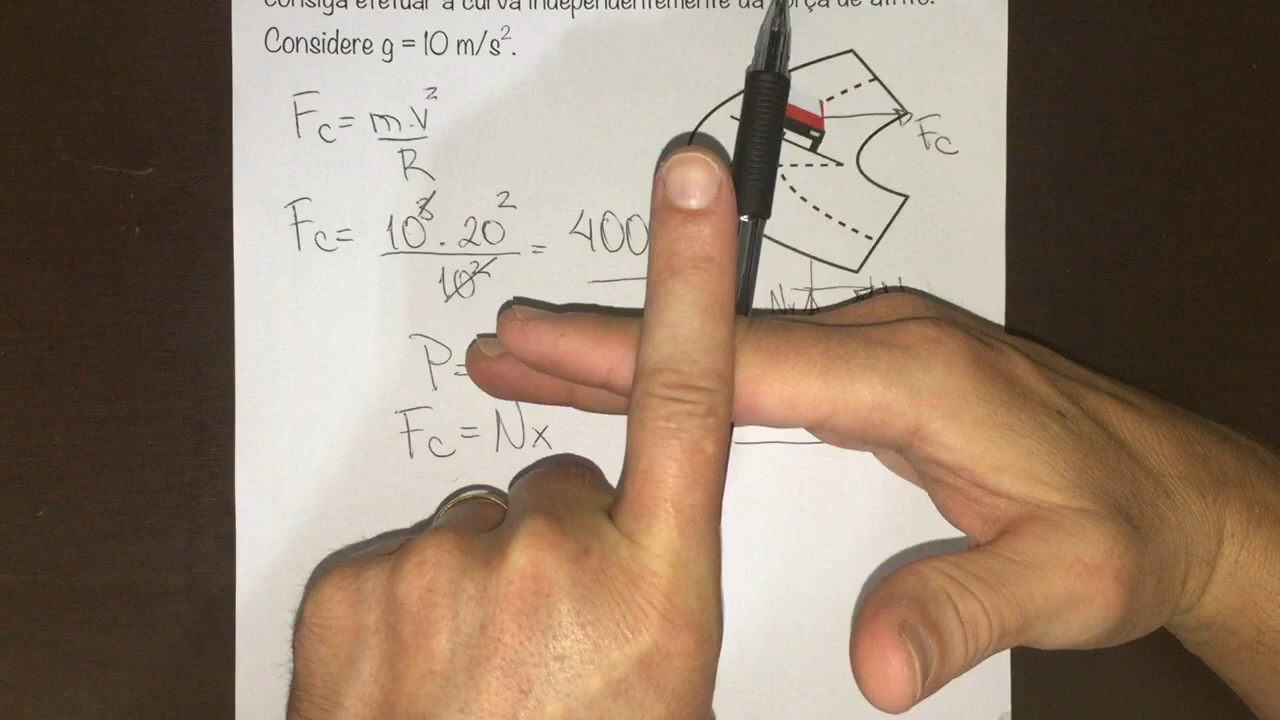 consiga efetuar a curva independentemente da força de atrito.
Considere g = 10 m/s².
Fc = m.v²
R
Fc
Fc = 10³ . 20² = 400
10²
P=
Fc = Nx